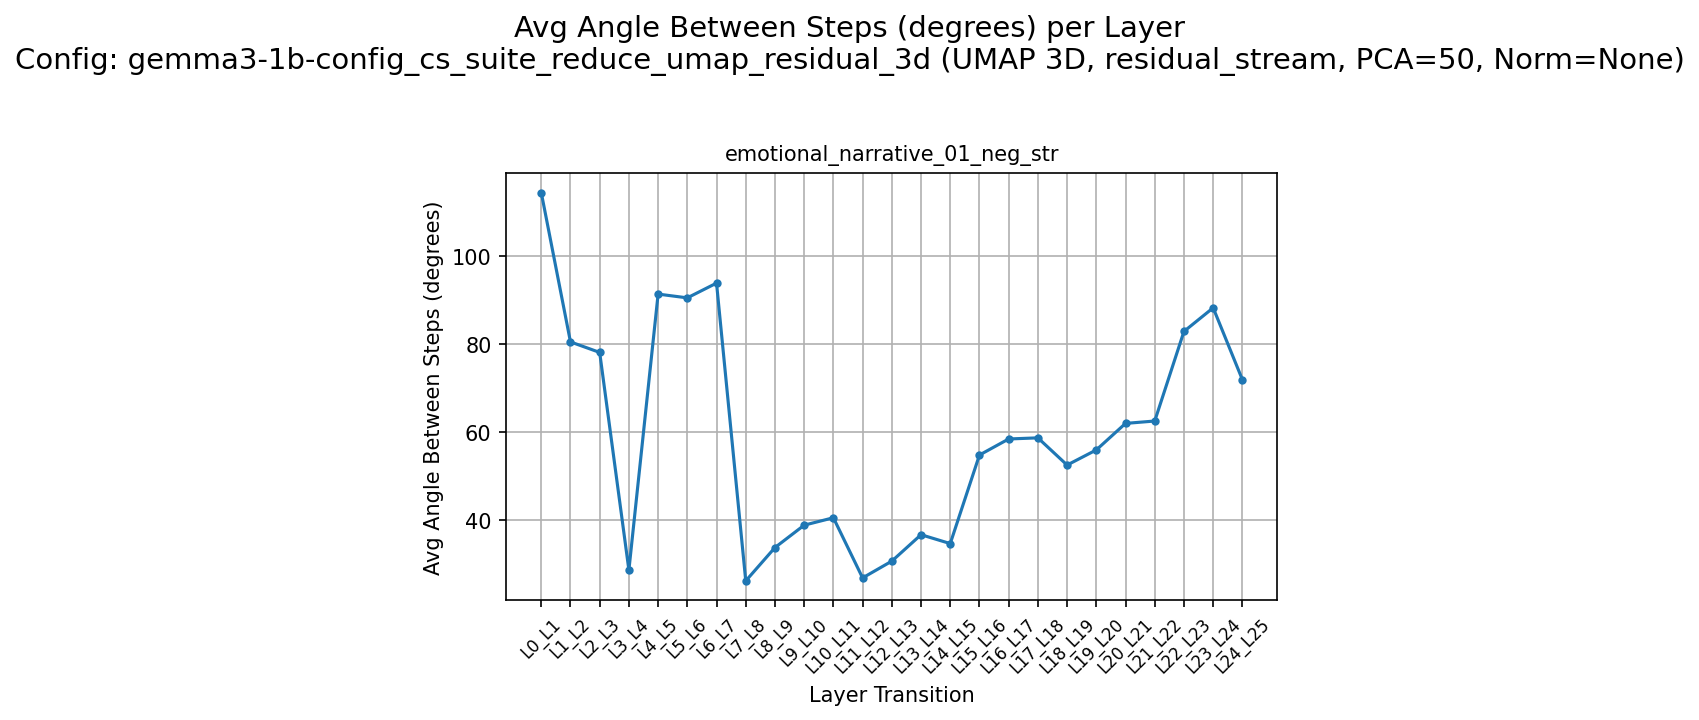 Avg Angle Between Steps (degrees) per Layer
Config: gemma3-1b-config_cs_suite_reduce_umap_residual_3d (UMAP 3D, residual_stream, PCA=50, Norm=None)
emotional_narrative_01_neg_str
Avg Angle Between Steps (degrees)
100
80
60
40
L0_L1
L1_L2
L2_L3
L3_L4
L4_L5
L5_L6
L6_L7
L7_L8
L8_L9
L9_L10
L10_L11
L11_L12
L12_L13
L13_L14
L14_L15
L15_L16
L16_L17
L17_L18
L18_L19
L19_L20
L20_L21
L21_L22
L22_L23
L23_L24
L24_L25
Layer Transition